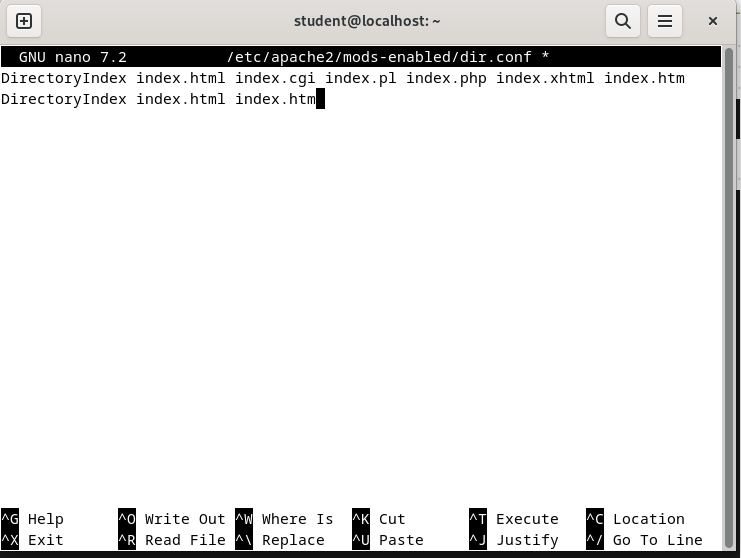 student@localhost: ~
GNU nano 7.2 /etc/apache2/mods-enabled/dir.conf *
DirectoryIndex index.html index.cgi index.pl index.php index.xhtml index.htm
DirectoryIndex index.html index.htm
^G Help ^O Write Out ^W Where Is ^K Cut ^T Execute ^C Location
^X Exit ^R Read File ^\ Replace ^U Paste ^J Justify ^/ Go To Line